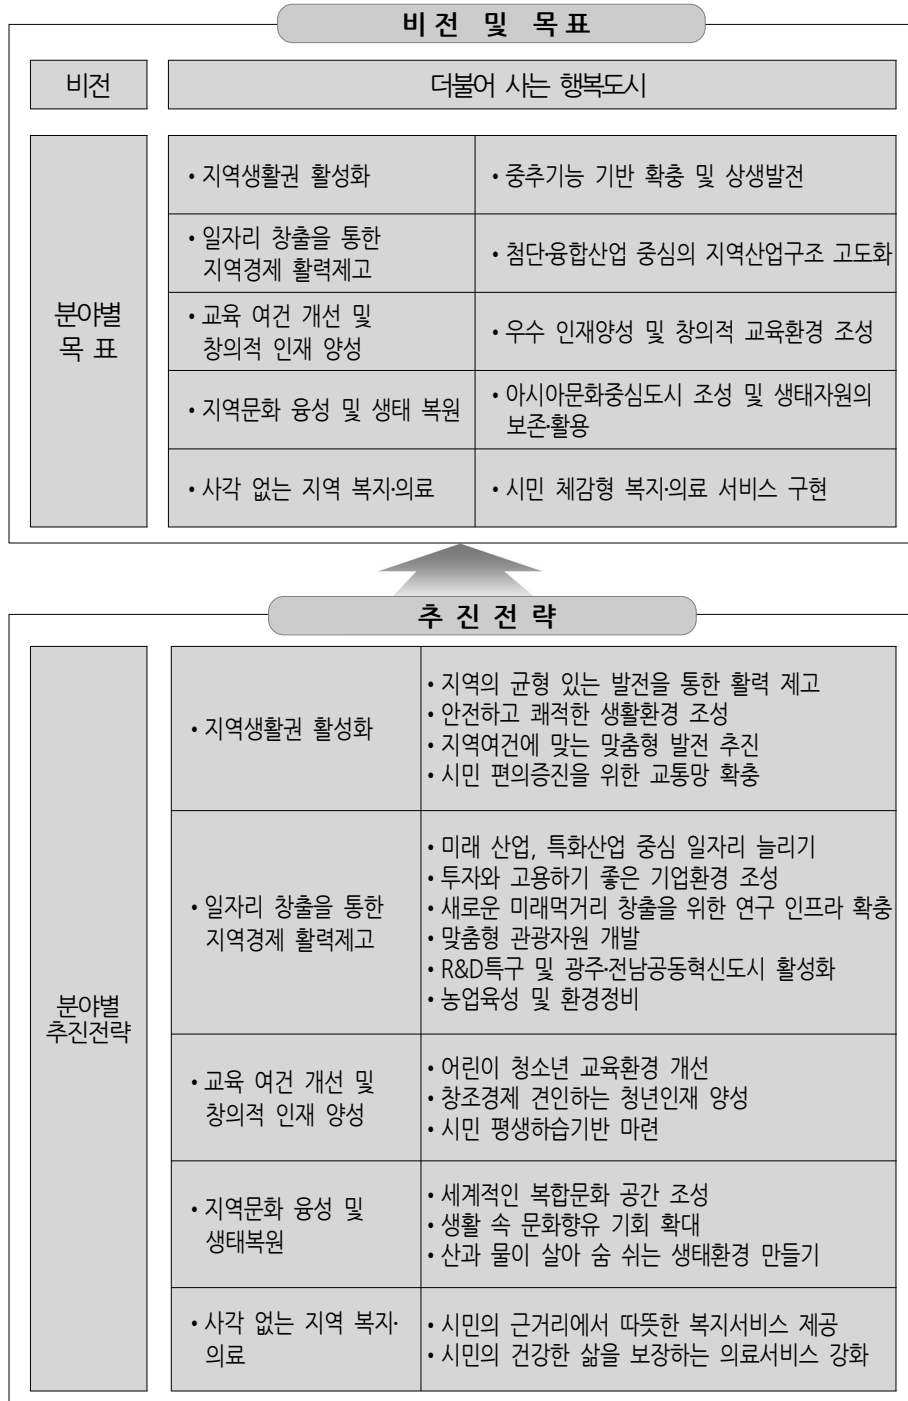 비전 및 목표
비전
더불어 사는 행복도시
분야별
목 표
• 지역생활권 활성화
• 중추기능 기반 확충 및 상생발전
• 일자리 창출을 통한
지역경제 활력제고
• 첨단·융합산업 중심의 지역산업구조 고도화
• 교육 여건 개선 및
창의적 인재 양성
• 우수 인재양성 및 창의적 교육환경 조성
• 지역문화 융성 및 생태 복원
• 아시아문화중심도시 조성 및 생태자원의
보존·활용
• 사각 없는 지역 복지·의료
• 시민 체감형 복지·의료 서비스 구현
추 진 전 략
분야별
추진전략
• 지역생활권 활성화
• 지역의 균형 있는 발전을 통한 활력 제고
• 안전하고 쾌적한 생활환경 조성
• 지역여건에 맞는 맞춤형 발전 추진
• 시민 편의증진을 위한 교통망 확충
• 일자리 창출을 통한
지역경제 활력제고
• 미래 산업, 특화산업 중심 일자리 늘리기
• 투자와 고용하기 좋은 기업환경 조성
• 새로운 미래먹거리 창출을 위한 연구 인프라 확충
• 맞춤형 관광자원 개발
• R&D특구 및 광주·전남공동혁신도시 활성화
• 농업육성 및 환경정비
• 교육 여건 개선 및
창의적 인재 양성
• 어린이 청소년 교육환경 개선
• 창조경제 견인하는 청년인재 양성
• 시민 평생하습기반 마련
• 지역문화 융성 및
생태복원
• 세계적인 복합문화 공간 조성
• 생활 속 문화향유 기회 확대
• 산과 물이 살아 숨 쉬는 생태환경 만들기
• 사각 없는 지역 복지·
의료
• 시민의 근거리에서 따뜻한 복지서비스 제공
• 시민의 건강한 삶을 보장하는 의료서비스 강화